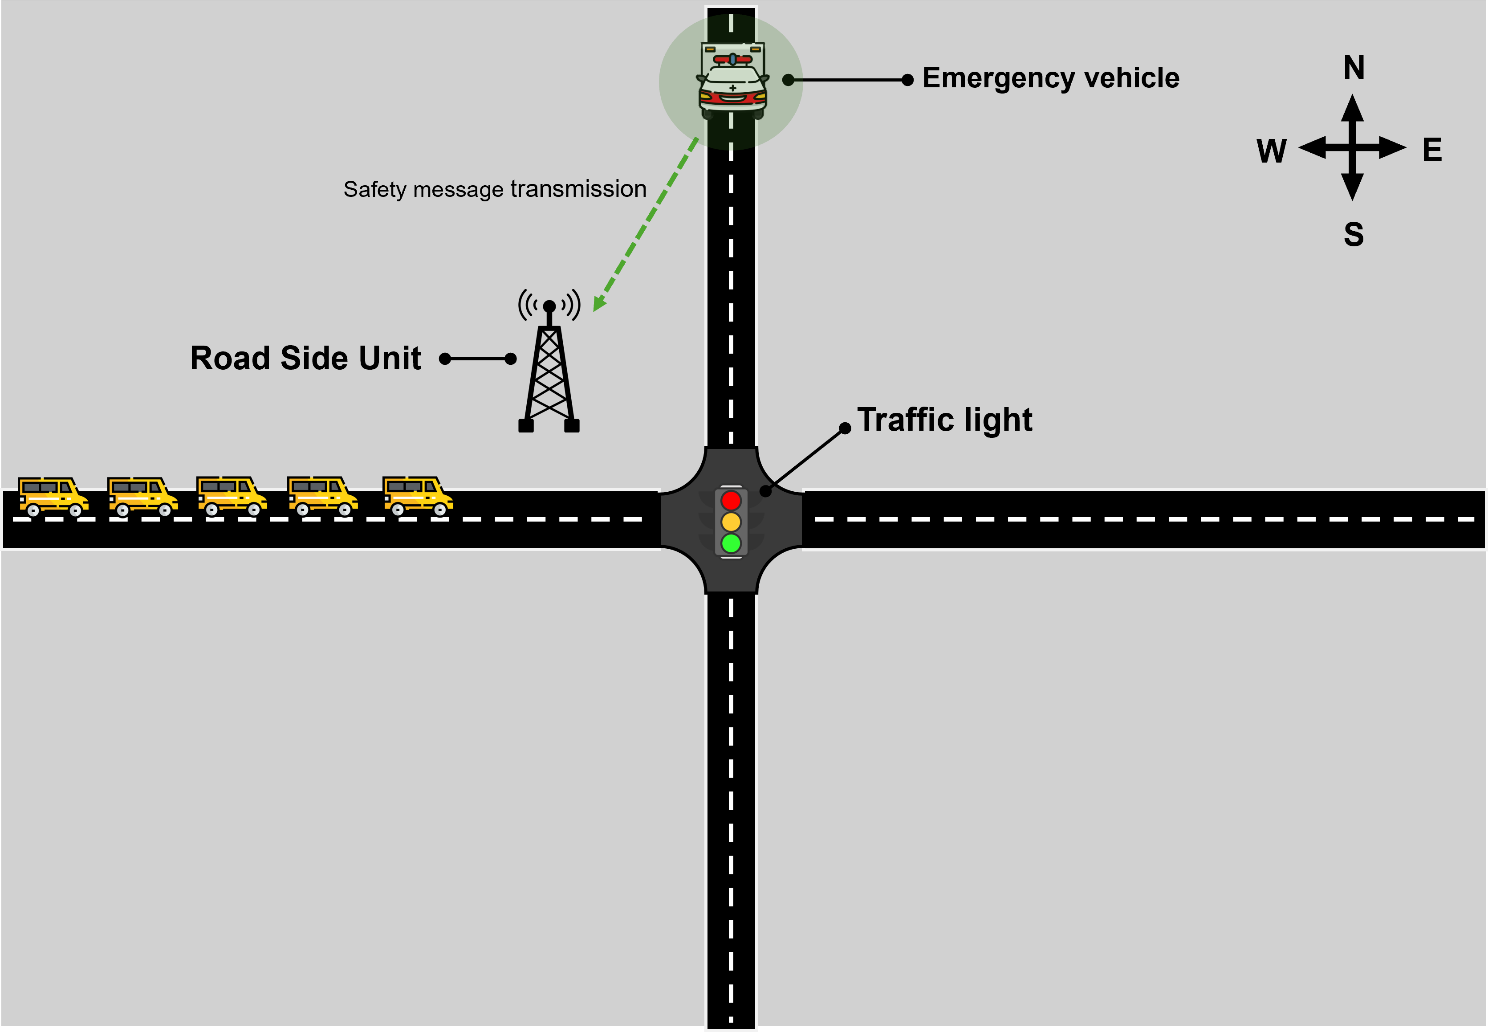 Emergency vehicle
N
W
E
S
Safety message transmission
Road Side Unit
Traffic light